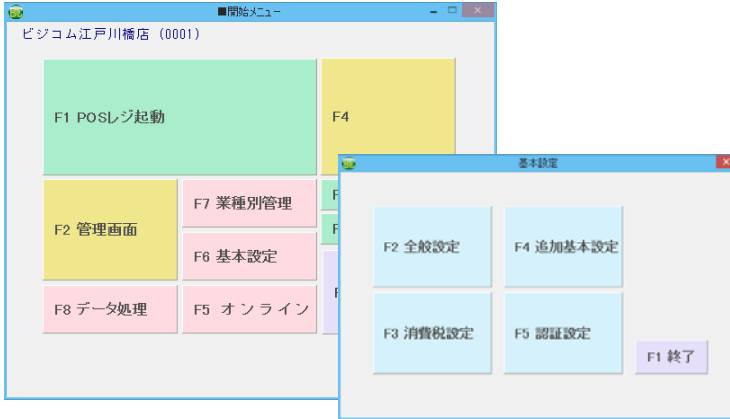 ■開始メニュー
ビジコム江戸川橋店 (0001)
F1 POSレジ起動
F4
F2 管理画面
F7 業種別管理
F6 基本設定
F8 データ処理
F5 オンライン
基本設定
F2 全般設定
F4 追加基本設定
F3 消費税設定
F5 認証設定
F1 終了